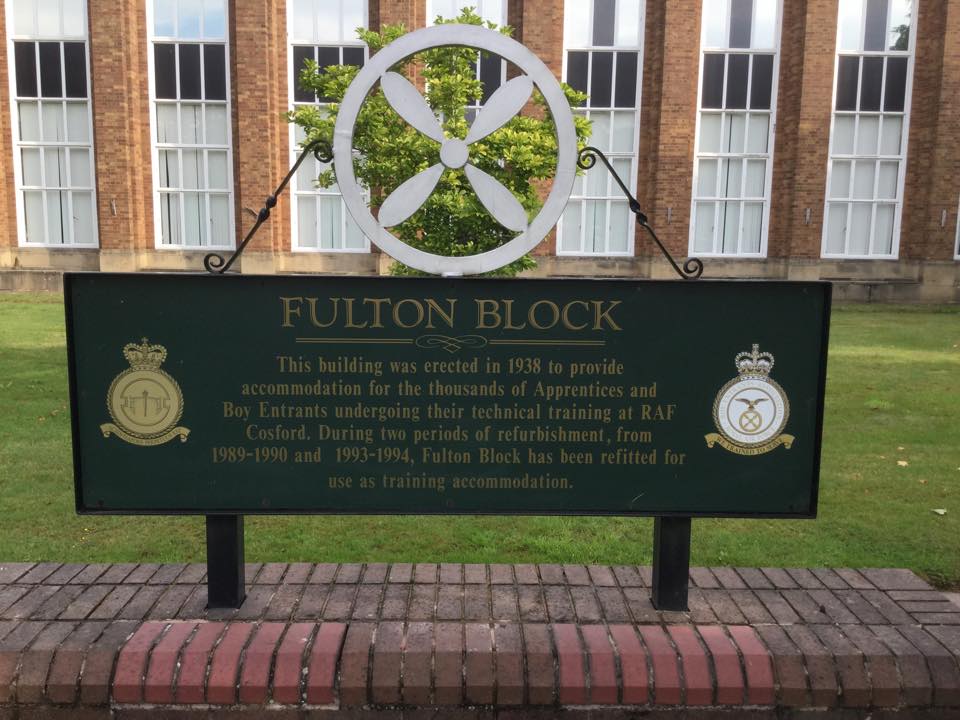 FULTON BLOCK
This building was erected in 1938 to provide
accommodation for the thousands of Apprentices and
Boy Entrants undergoing their technical training at RAF
Cosford. During two periods of refurbishment, from
1989-1990 and 1993-1994, Fulton Block has been refitted for
use as training accommodation.